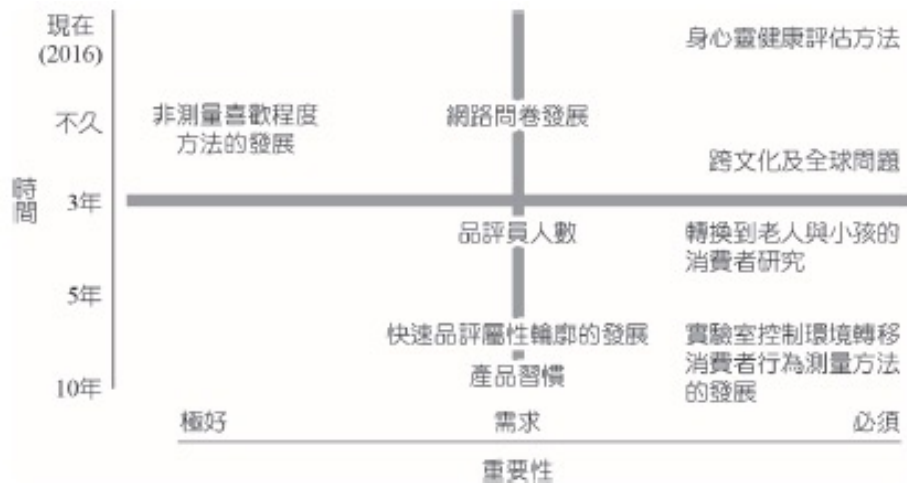 現在
(2016)
身心靈健康評估方法
不久
非測量喜歡程度
方法的發展
網路問卷發展
跨文化及全球問題
時間
3年
品評員人數
轉換到老人與小孩的
消費者研究
5年
快速品評屬性輪廓的發展
實驗室控制環境轉移
消費者行為測量方法
的發展
產品習慣
10年
極好
需求
必須
重要性